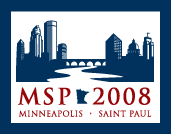 MSP 2008
MINNEAPOLIS · SAINT PAUL